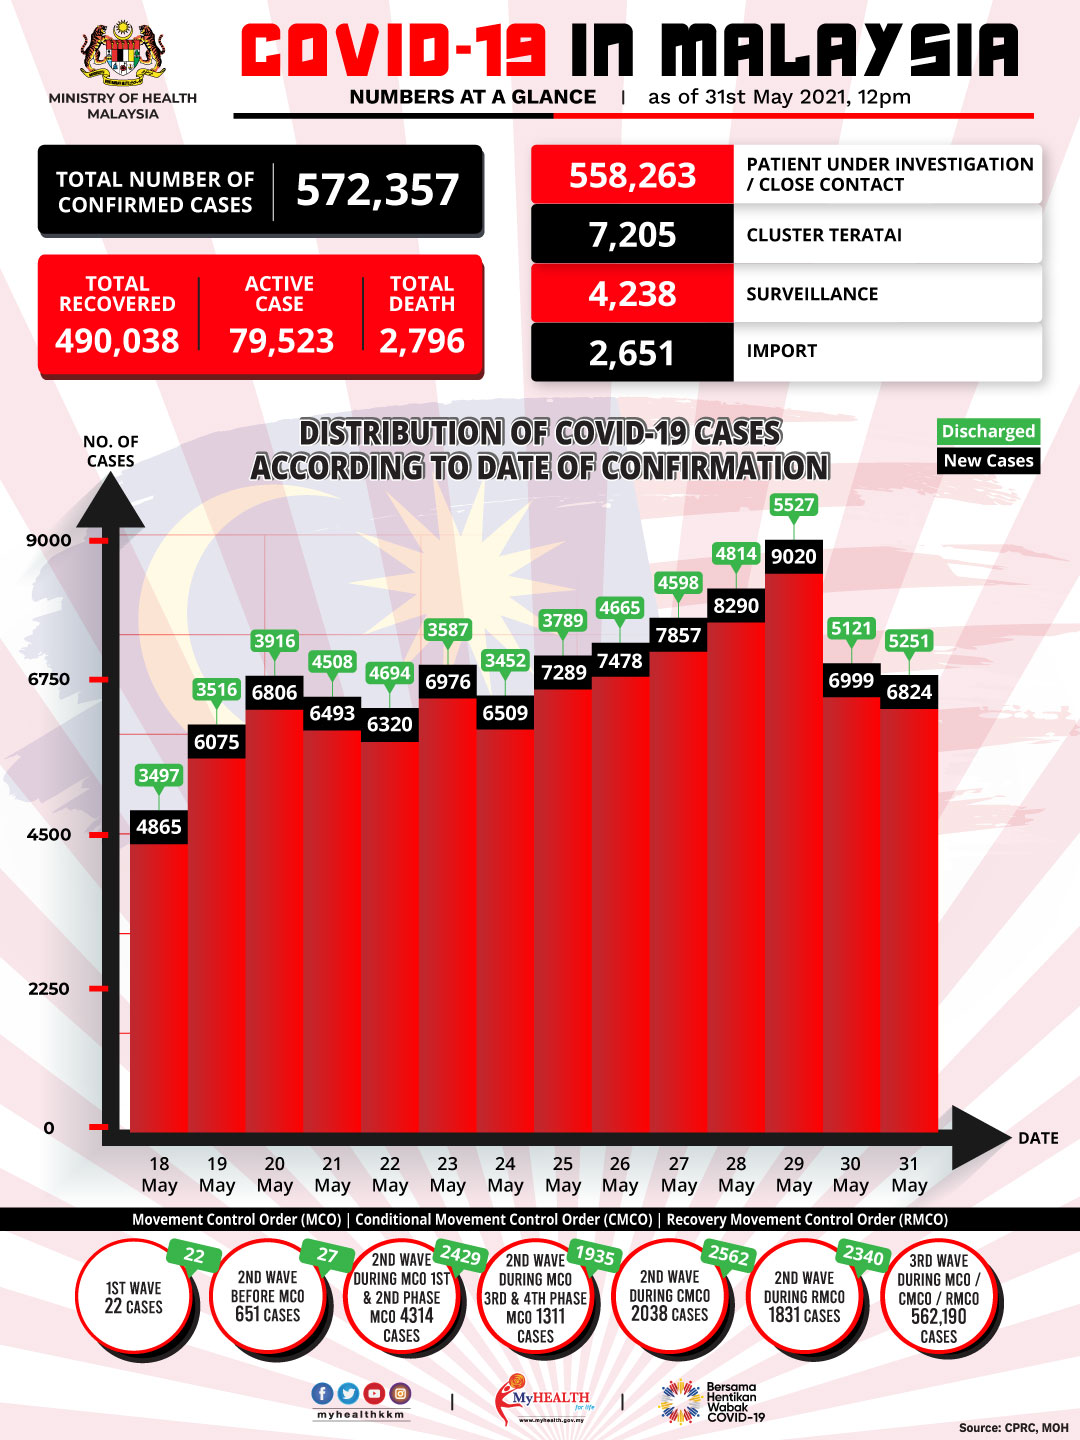 MINISTRY OF HEALTH
MALAYSIA
COVID-19 IN MALAYSIA
NUMBERS AT A GLANCE | as of 31st May 2021, 12pm
TOTAL NUMBER OF
CONFIRMED CASES
572,357
TOTAL
RECOVERED
490,038
ACTIVE
CASE
79,523
TOTAL
DEATH
2,796
558,263
PATIENT UNDER INVESTIGATION
/ CLOSE CONTACT
7,205
CLUSTER TERATAI
4,238
SURVEILLANCE
2,651
IMPORT
DISTRIBUTION OF COVID-19 CASES
ACCORDING TO DATE OF CONFIRMATION
Discharged
New Cases
NO. OF
CASES
9000
6750
4500
2250
0
3497
4865
3516
6075
3916
6806
4508
6493
4694
6320
3587
6976
3452
6509
3789
7289
4665
7478
4598
7857
4814
8290
5527
9020
5121
6999
5251
6824
DATE
18 19 20 21 22 23 24 25 26 27 28 29 30 31
May May May May May May May May May May May May May May
Movement Control Order (MCO) | Conditional Movement Control Order (CMCO) | Recovery Movement Control Order (RMCO)
22
1ST WAVE
22 CASES
27
2ND WAVE
BEFORE MCO
651 CASES
2429
2ND WAVE
DURING MCO 1ST
& 2ND PHASE
MCO 4314
CASES
1935
2ND WAVE
DURING MCO
3RD & 4TH PHASE
MCO 1311
CASES
2562
2ND WAVE
DURING CMCO
2038 CASES
2340
2ND WAVE
DURING RMCO
1831 CASES
3RD WAVE
DURING MCO /
CMCO / RMCO
562,190
CASES
myhealthkkm
MyHEALTH
for life
www.myhealth.gov.my
Bersama
Hentikan
Wabak
COVID-19
Source: CPRC, MOH